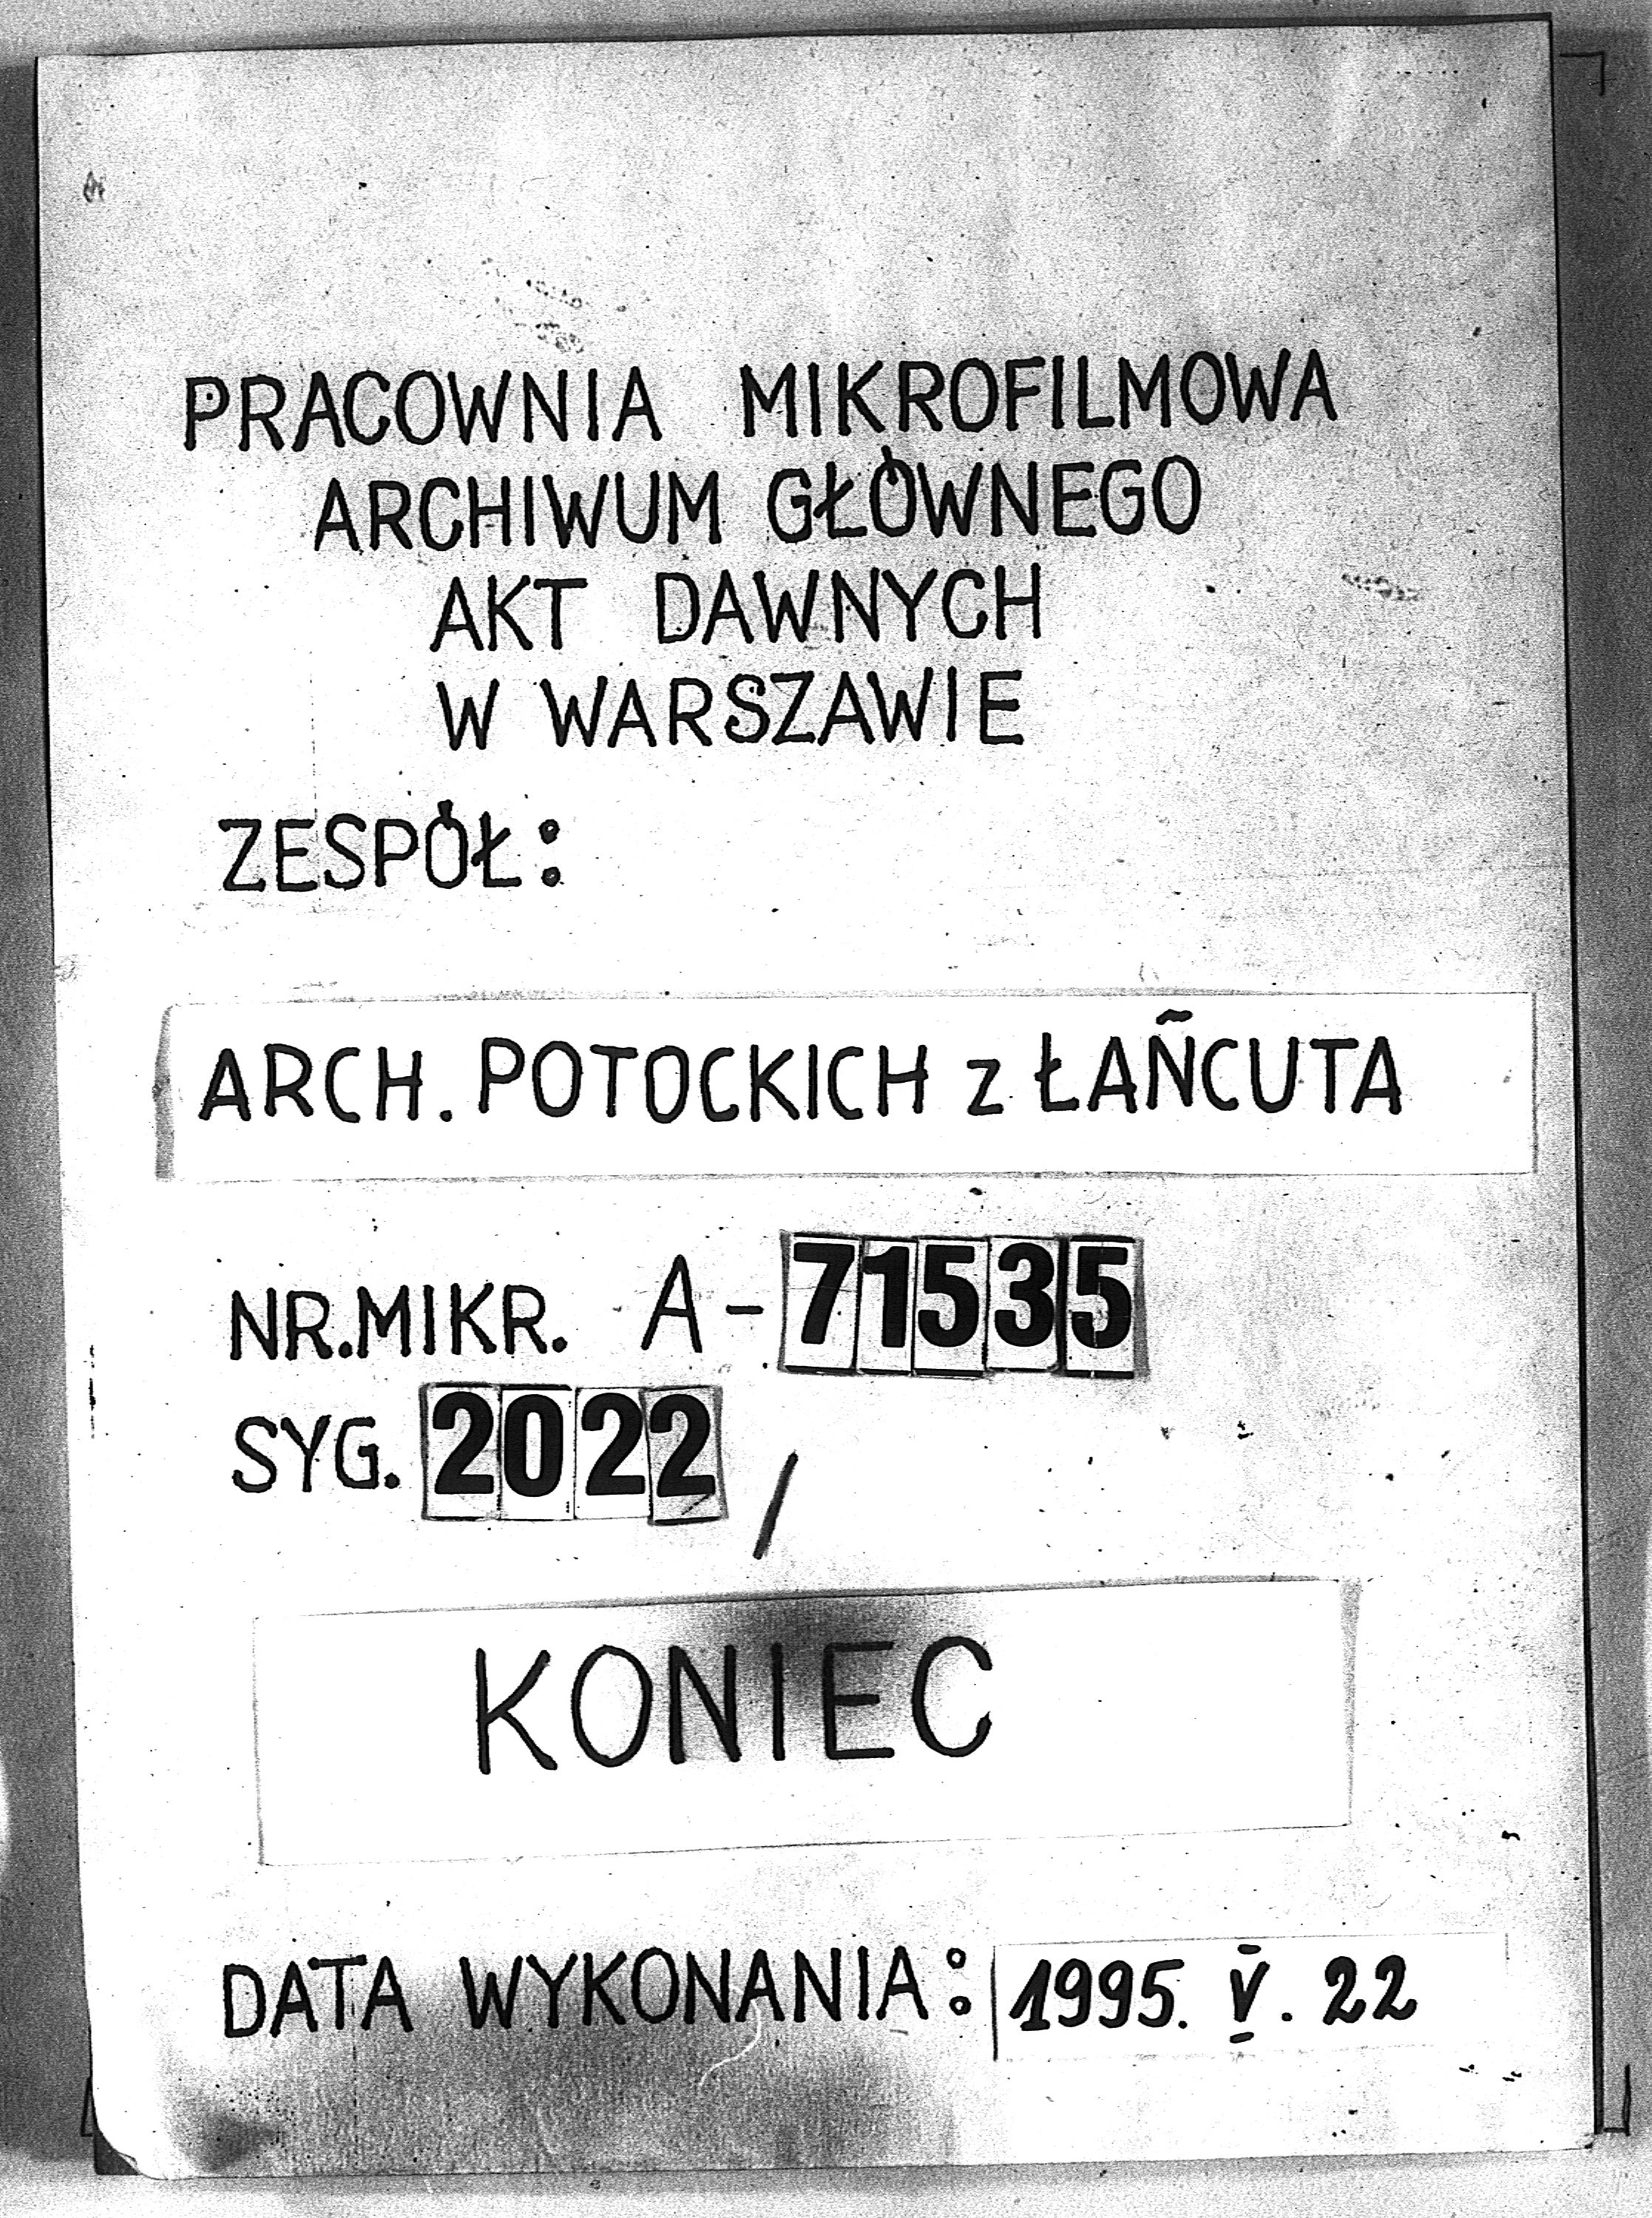 PRACOWNIA MIKROFILMOWA
ARCHIWUM GŁÓWNEGO
AKT DAWNYCH
W WARSZAWIE
ZESPÓŁ:
ARCH. POTOCKICH z ŁAÑCUTA
NR.MIKR. A-71535
SYG. 2022/
KONIEC
DATA WYKONANIA: 1995. V. 22